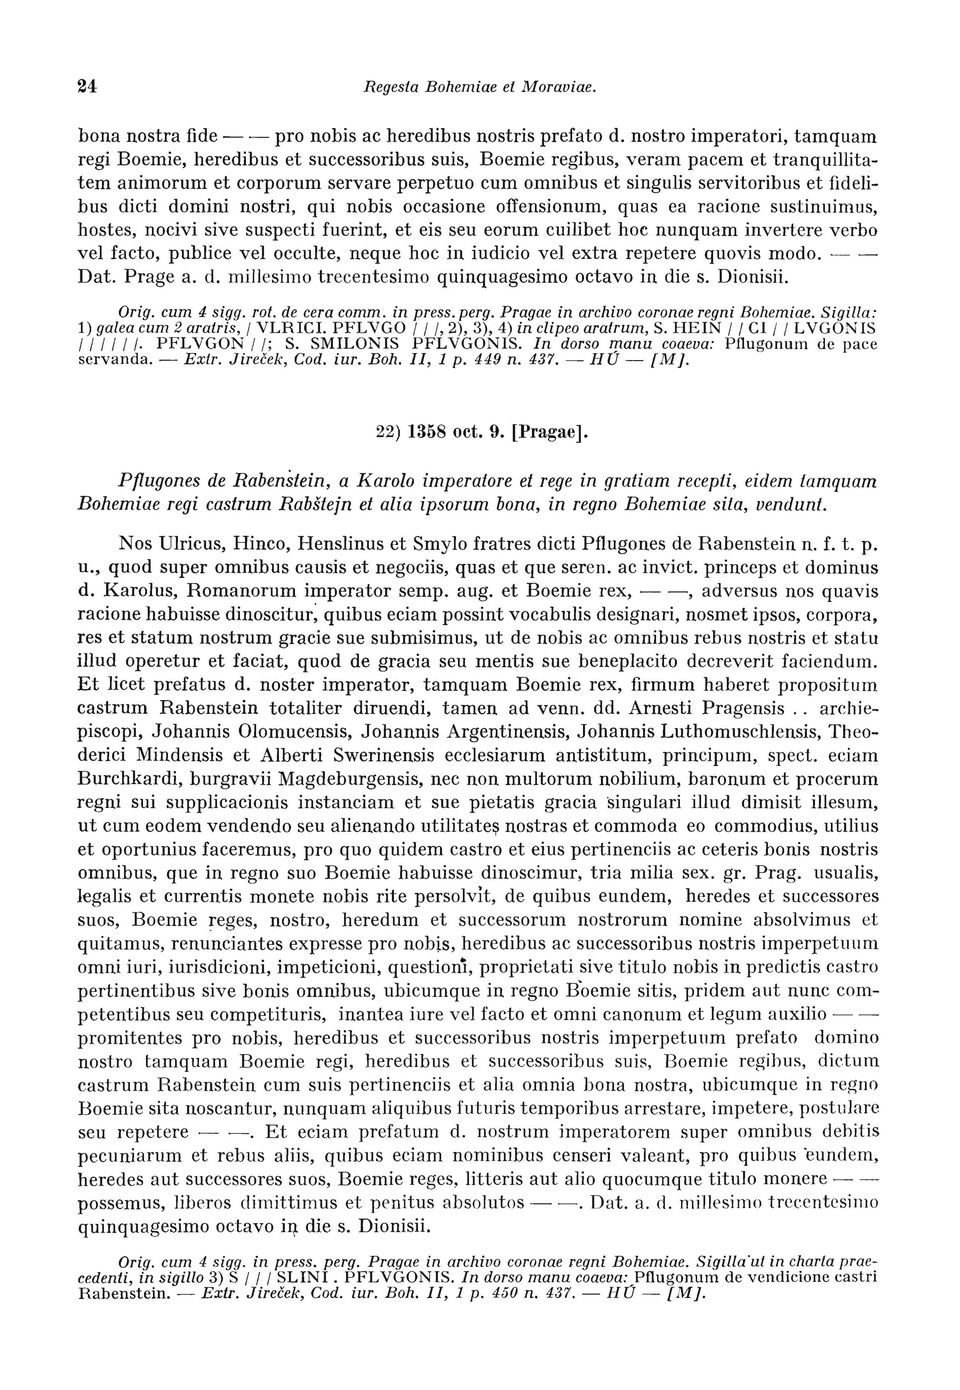 24 Regesta Bohemiae et Moraviae.
bona nostra fide — — pro nobis ac heredibus nostris prefato d. nostro imperatori, tamquam
regi Boemie, heredibus et successoribus suis, Boemie regibus, veram pacem et tranquillita-
tem animorum et corporum servare perpetuo cum omnibus et singulis servitoribus et fideli-
bus dicti domini nostri, qui nobis occasione offensionum, quas ea racione sustinuimus,
hostes, nocivi sive suspecti fuerint, et eis seu eorum cuilibet hoc nunquam invertere verbo
vel facto, publice vel occulte, neque hoc in iudicio vel extra repetere quovis modo. — —
Dat. Prage a. d. millesimo trecentesimo quinquagesimo octavo in die s. Dionisii.
Orig. cum 4 sigg. rot. de cera comm. in press. perg. Pragae in archivo coronae regni Bohemiae. Sigilla:
1) galea cum 2 aratris, / VLRICI. PFLVGO / / /, 2), 3), 4) in clipeo aratrum, S. HEIN / / CI / / LVGONIS
/ / / / / /. PFLVGON / /; S. SMILONIS PFLVGONIS. In dorso manu coaeva: Pflugonum de pace
servanda. — Extr. Jireček, Cod. iur. Boh. II, 1 p. 449 n. 437. — HÚ — [M].
22) 1358 oct. 9. [Pragae].
Pflugones de Rabenstein, a Karolo imperatore et rege in gratiam recepti, eidem tamquam
Bohemiae regi castrum Rabštejn et alia ipsorum bona, in regno Bohemiae sita, vendunt.
Nos Ulricus, Hinco, Henslinus et Smylo fratres dicti Pflugones de Rabenstein n. f. t. p.
u., quod super omnibus causis et negociis, quas et que seren. ac invict. princeps et dominus
d. Karolus, Romanorum imperator semp. aug. et Boemie rex, — —, adversus nos quavis
racione habuisse dinoscitur, quibus eciam possint vocabulis designari, nosmet ipsos, corpora,
res et statum nostrum gracie sue submisimus, ut de nobis ac omnibus rebus nostris et statu
illud operetur et faciat, quod de gracia seu mentis sue beneplacito decreverit faciendum.
Et licet prefatus d. noster imperator, tamquam Boemie rex, firmum haberet propositum
castrum Rabenstein totaliter diruendi, tamen ad venn. dd. Arnesti Pragensis . . archie-
piscopi, Johannis Olomucensis, Johannis Argentinensis, Johannis Luthomuschlensis, Theo-
derici Mindensis et Alberti Swerinensis ecclesiarum antistitum, principum, spect. eciam
Burchkardi, burgravii Magdeburgensis, nec non multorum nobilium, baronum et procerum
regni sui supplicacionis instanciam et sue pietatis gracia singulari illud dimisit illesum,
ut cum eodem vendendo seu alienando utilitates nostras et commoda eo commodius, utilius
et oportunius faceremus, pro quo quidem castro et eius pertinenciis ac ceteris bonis nostris
omnibus, que in regno suo Boemie habuisse dinoscimur, tria milia sex. gr. Prag. usualis,
legalis et currentis monete nobis rite persolvit, de quibus eundem, heredes et successores
suos, Boemie reges, nostro, heredum et successorum nostrorum nomine absolvimus et
quitamus, renunciantes expresse pro nobis, heredibus ac successoribus nostris imperpetuum
omni iuri, iurisdicioni, impeticioni, questioni, proprietati sive titulo nobis in predictis castro
pertinentibus sive bonis omnibus, ubicumque in regno Boemie sitis, pridem aut nunc com-
petentibus seu competituris, inantea iure vel facto et omni canonum et legum auxilio — —
promitentes pro nobis, heredibus et successoribus nostris imperpetuum prefato domino
nostro tamquam Boemie regi, heredibus et successoribus suis, Boemie regibus, dictum
castrum Rabenstein cum suis pertinenciis et alia omnia bona nostra, ubicumque in regno
Boemie sita noscantur, nunquam aliquibus futuris temporibus arrestare, impetere, postulare
seu repetere — —. Et eciam prefatum d. nostrum imperatorem super omnibus debitis
pecuniarum et rebus aliis, quibus eciam nominibus censeri valeant, pro quibus eundem,
heredes aut successores suos, Boemie reges, litteris aut alio quocumque titulo monere — —
possemus, liberos dimittimus et penitus absolutos — —. Dat. a. d. millesimo trecentesimo
quinquagesimo octavo in die s. Dionisii.
Orig. cum 4 sigg. in press. perg. Pragae in archivo coronae regni Bohemiae. Sigilla ut in charta prae-
cedenti, in sigillo 3) S / / / SLINI . PFLVGONIS. In dorso manu coaeva: Pflugonum de vendicione castri
Rabenstein. — Extr. Jireček, Cod. iur. Boh. II, 1 p. 450 n. 437. — HÚ — [M].